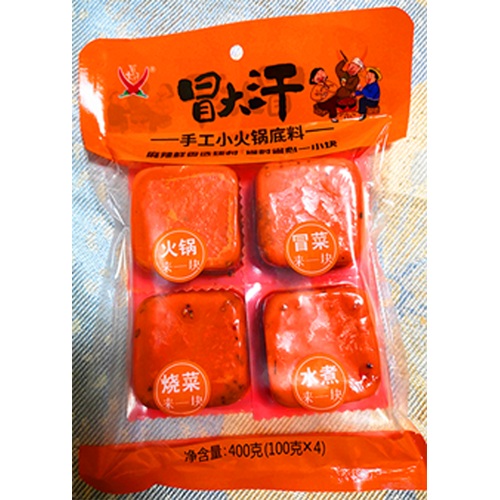 冒大汗
手工小火锅底料
火锅
来一块
冒菜
来一块
烧菜
来一块
水煮
来一块
净含量:400克(100克×4)